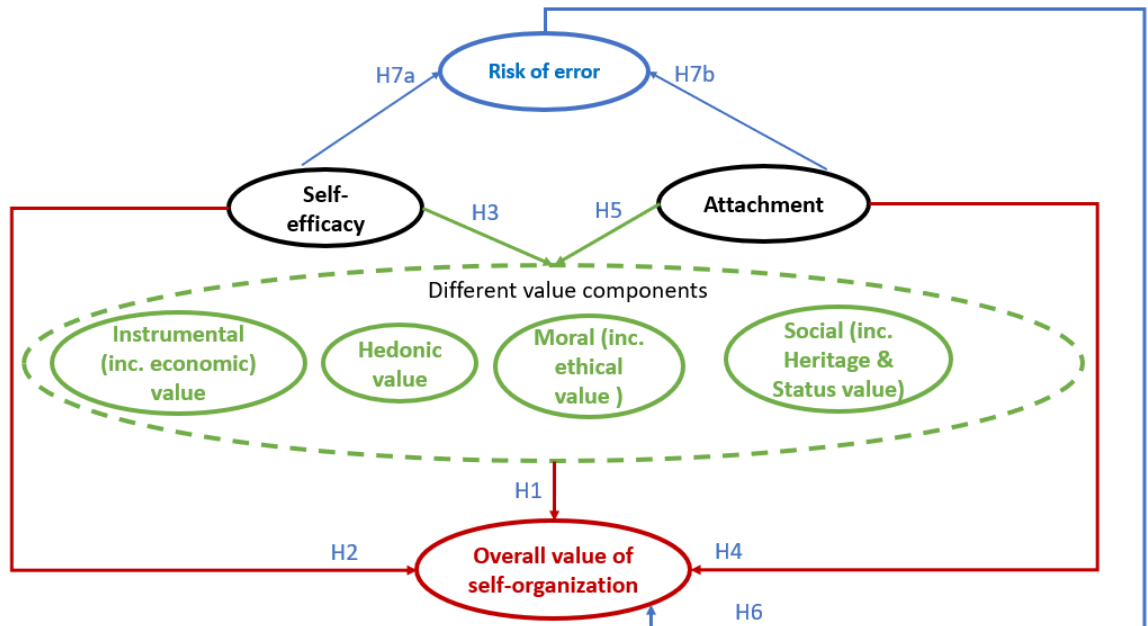 Risk of error
H7a
H7b
Self-
efficacy
Attachment
H3
H5
Different value components
Instrumental
(inc. economic)
value
Hedonic
value
Moral (inc.
ethical
value )
Social (inc.
Heritage &
Status value)
H1
H2
Overall value of
self-organization
H4
H6